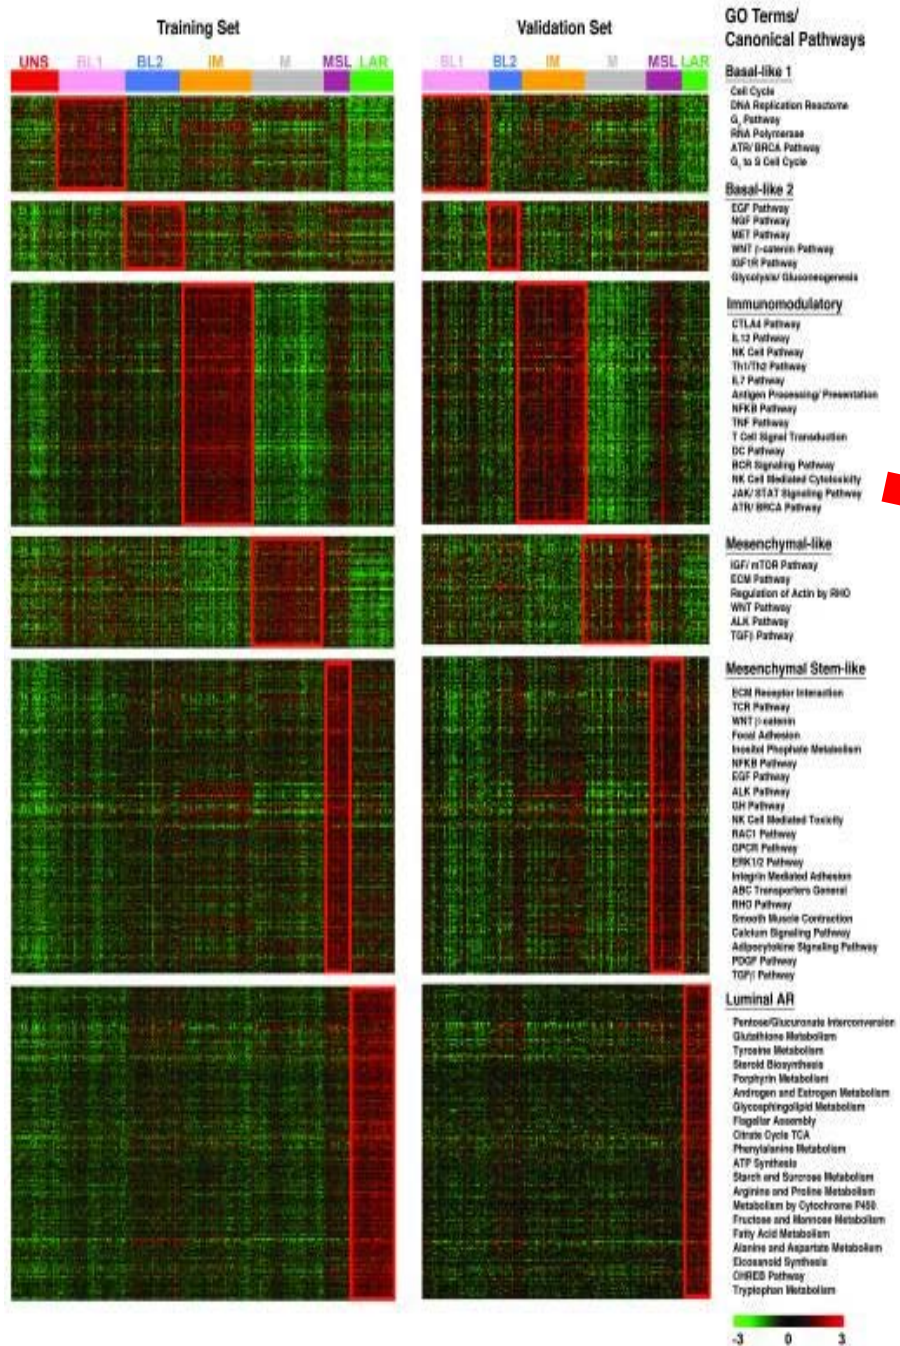 Training Set
Validation Set
GO Terms/
Canonical Pathways
UNS BL1 BL2 IM M MSL LAR
BL1 BL2 IM M MSL LAR
Basal-like 1
Cell Cycle
DNA Replication Reactome
G₂ Pathway
RNA Polymerase
ATR/ BRCA Pathway
G₁ to S Cell Cycle
Basal-like 2
EGF Pathway
NGF Pathway
MET Pathway
WNT β-catenin Pathway
IGF1R Pathway
Glycolysis/ Gluconeogenesis
Immunomodulatory
CTLA4 Pathway
IL12 Pathway
NK Cell Pathway
Th1/Th2 Pathway
IL7 Pathway
Antigen Processing/ Presentation
NFKB Pathway
TNF Pathway
T Cell Signal Transduction
DC Pathway
BCR Signaling Pathway
NK Cell Mediated Cytotoxicity
JAK/ STAT Signaling Pathway
ATR/ BRCA Pathway
Mesenchymal-like
IGF/ mTOR Pathway
ECM Pathway
Regulation of Actin by RHO
WNT Pathway
ALK Pathway
TGFβ Pathway
Mesenchymal Stem-like
ECM Receptor Interaction
TCR Pathway
WNT β-catenin
Focal Adhesion
Inositol Phophate Metabolism
NFKB Pathway
EGF Pathway
ALK Pathway
GH Pathway
NK Cell Mediated Toxicity
RAC1 Pathway
GPCR Pathway
ERK1/2 Pathway
Integrin Mediated Adhesion
ABC Transporters General
RHO Pathway
Smooth Muscle Contraction
Calcium Signaling Pathway
Adipocytokine Signaling Pathway
PDGF Pathway
TGFβ Pathway
Luminal AR
Pentose/Glucuronate Interconversion
Glutathione Metabolism
Tyrosine Metabolism
Steroid Biosynthesis
Porphyrin Metabolism
Androgen and Estrogen Metabolism
Glycosphingolipid Metabolism
Flagellar Assembly
Citrate Cycle TCA
Phenylalanine Metabolism
ATP Synthesis
Starch and Surcrose Metabolism
Arginine and Proline Metabolism
Metabolism by Cytochrome P450
Fructose and Mannose Metabolism
Fatty Acid Metabolism
Alanine and Aspartate Metabolism
Eicosanoid Synthesis
CHREB Pathway
Tryptophan Metabolism
-3 0 3